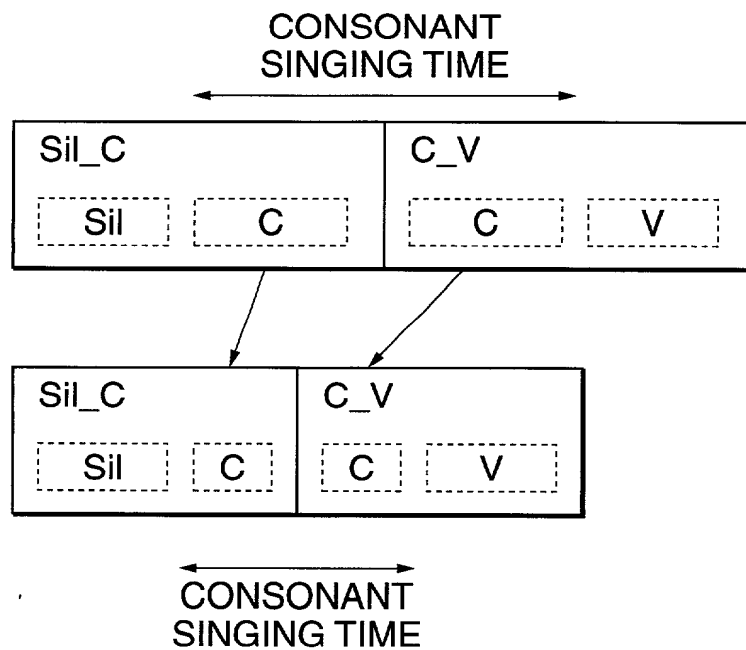 CONSONANT
SINGING TIME
Sil_C
C_V
Sil
C
C
V
Sil_C
C_V
Sil
C
C
V
CONSONANT
SINGING TIME